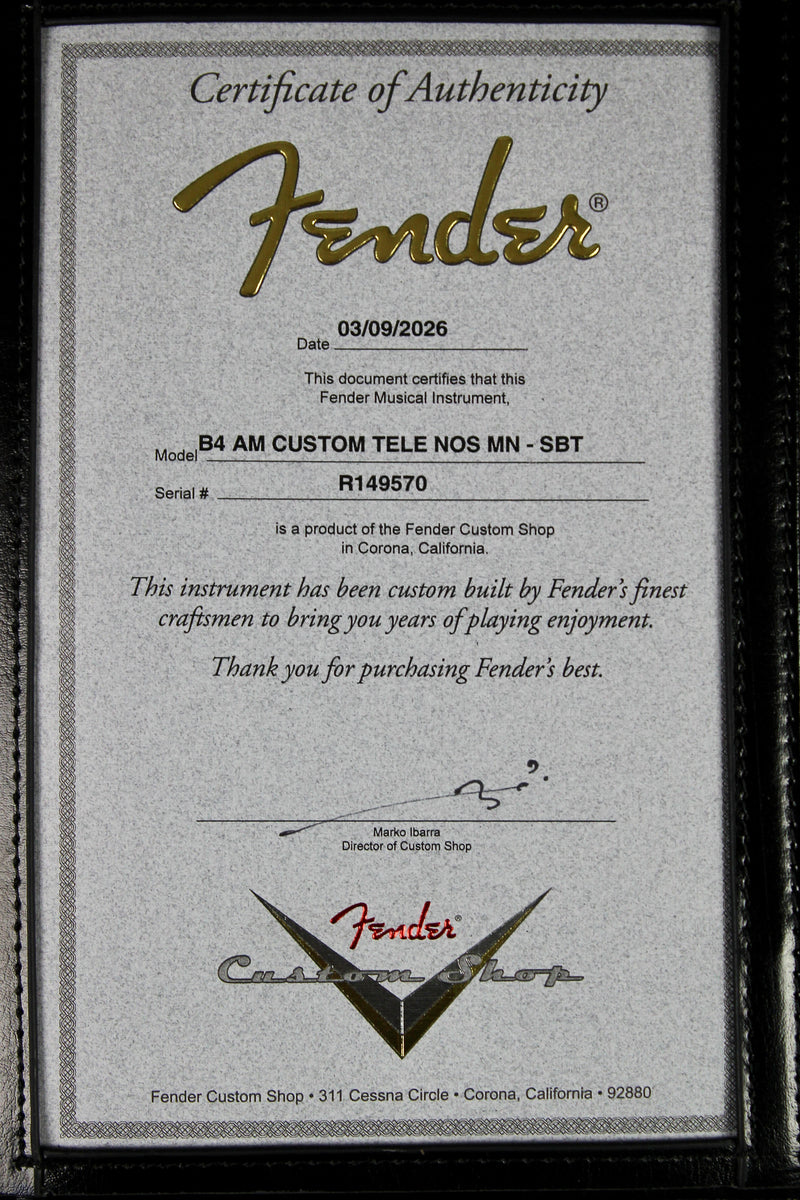 Certificate of Authenticity
Fender®
03/09/2026
Date
This document certifies that this
Fender Musical Instrument,
Model B4 AM CUSTOM TELE NOS MN - SBT
Serial # R149570
is a product of the Fender Custom Shop
in Corona, California.
This instrument has been custom built by Fender's finest
craftsmen to bring you years of playing enjoyment.
Thank you for purchasing Fender's best.
Marko Ibarra
Director of Custom Shop
Fender®
Custom Shop
Fender Custom Shop • 311 Cessna Circle • Corona, California • 92880